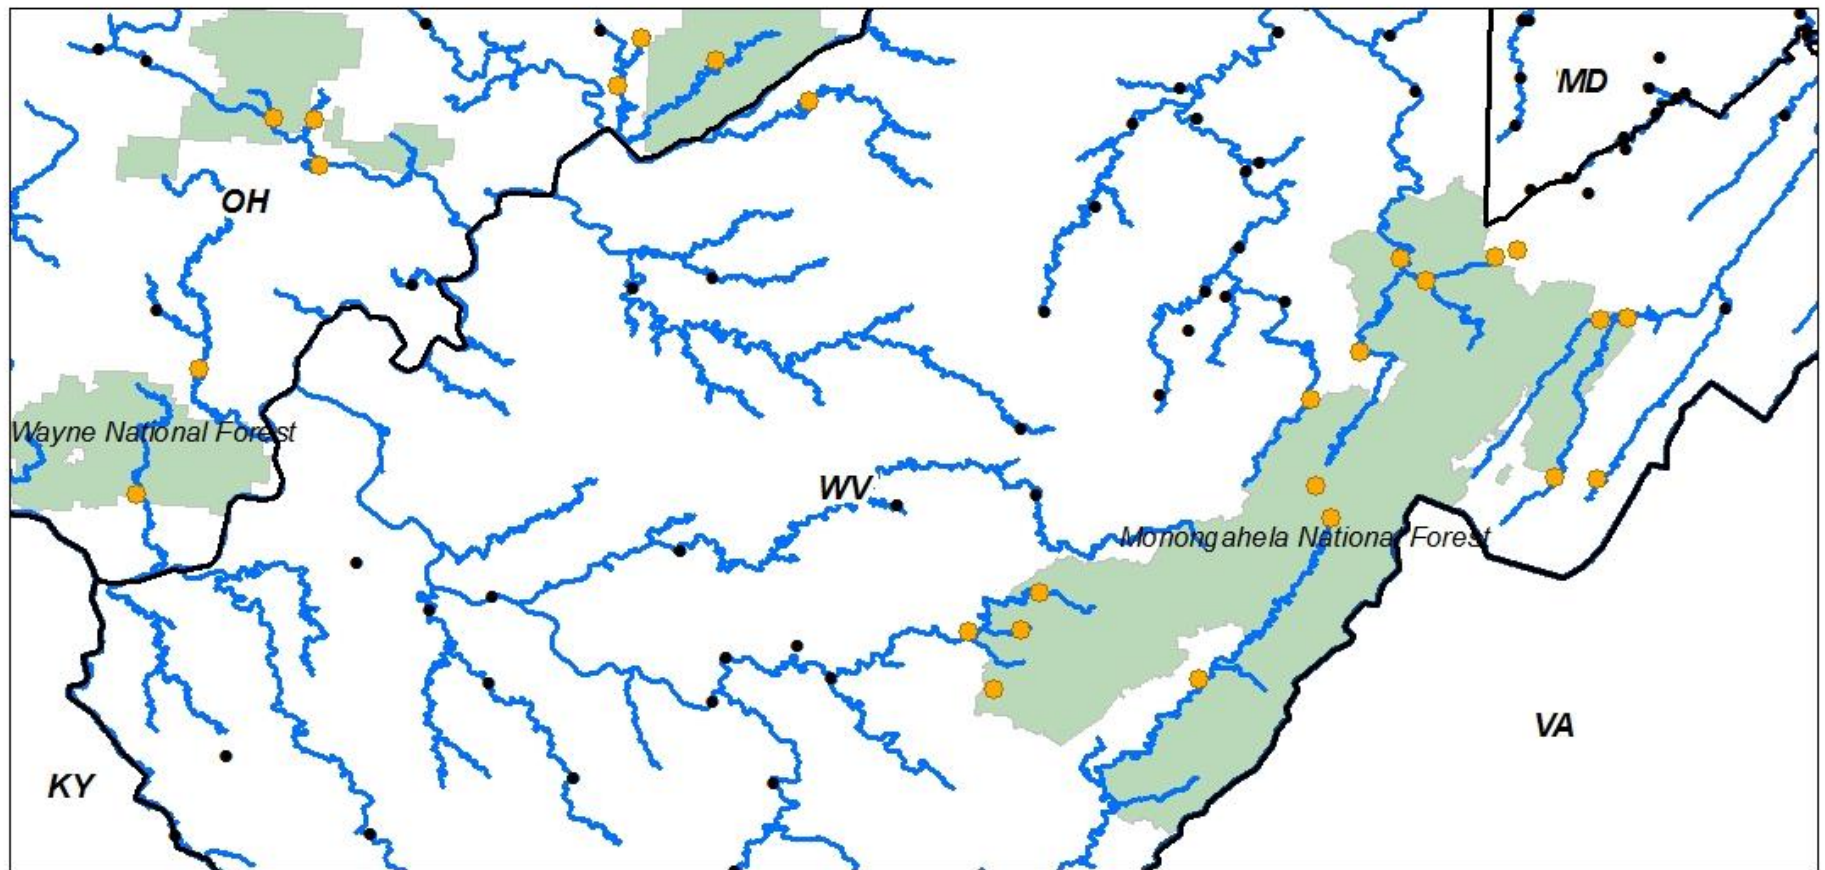 MD
OH
Wayne National Forest
WV
Monongahela National Forest
VA
KY